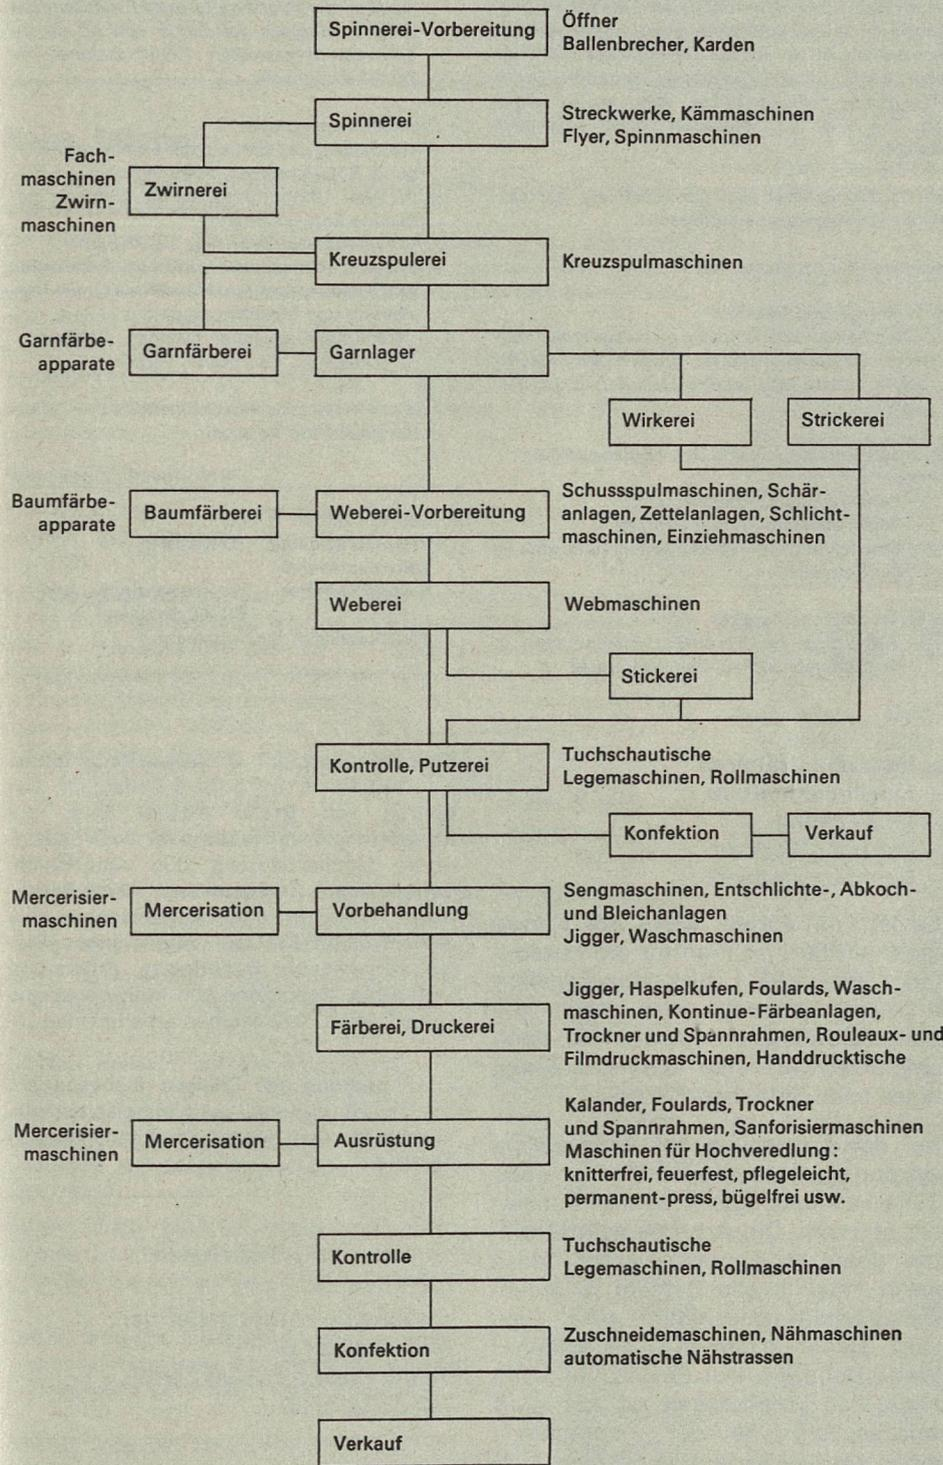 Spinnerei-Vorbereitung
Öffner
Ballenbrecher, Karden
Spinnerei
Streckwerke, Kämmaschinen
Flyer, Spinnmaschinen
Fach-
maschinen
Zwirn-
maschinen
Zwirnerei
Kreuzspulerei
Kreuzspulmaschinen
Garnfärbe-
apparate
Garnfärberei
Garnlager
Wirkerei
Strickerei
Baumfärbe-
apparate
Baumfärberei
Weberei-Vorbereitung
Schussspulmaschinen, Schär-
anlagen, Zettelanlagen, Schlicht-
maschinen, Einziehmaschinen
Weberei
Webmaschinen
Stickerei
Kontrolle, Putzerei
Tuchschautische
Legemaschinen, Rollmaschinen
Konfektion
Verkauf
Mercerisier-
maschinen
Mercerisation
Vorbehandlung
Sengmaschinen, Entschlichte-, Abkoch-
und Bleichanlagen
Jigger, Waschmaschinen
Färberei, Druckerei
Jigger, Haspelkufen, Foulards, Wasch-
maschinen, Kontinue-Färbeanlagen,
Trockner und Spannrahmen, Rouleaux- und
Filmdruckmaschinen, Handdrucktische
Mercerisier-
maschinen
Mercerisation
Ausrüstung
Kalander, Foulards, Trockner
und Spannrahmen, Sanforisiermaschinen
Maschinen für Hochveredlung:
knitterfrei, feuerfest, pflegeleicht,
permanent-press, bügelfrei usw.
Kontrolle
Tuchschautische
Legemaschinen, Rollmaschinen
Konfektion
Zuschneidemaschinen, Nähmaschinen
automatische Nähstrassen
Verkauf